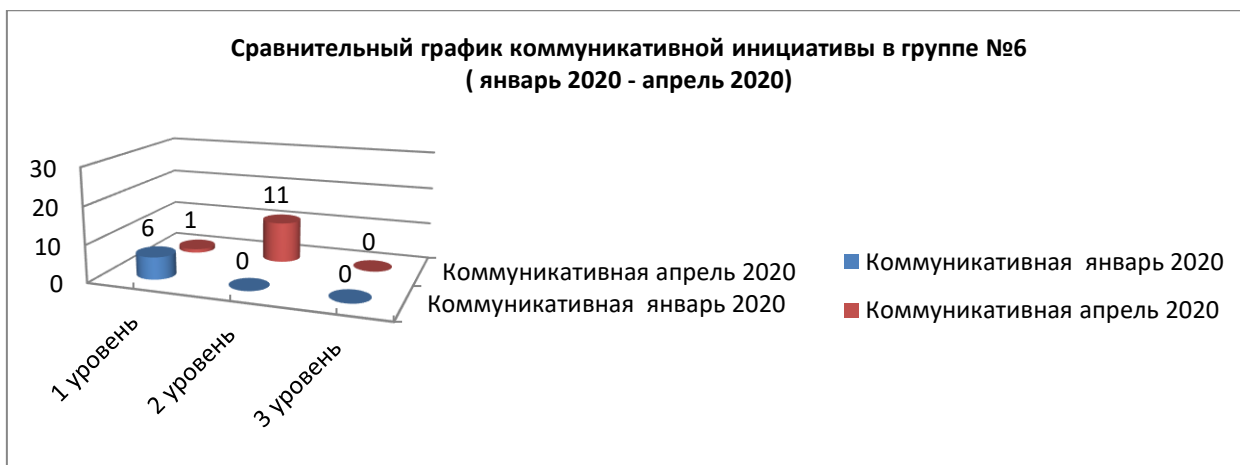 Сравнительный график коммуникативной инициативы в группе №6
( январь 2020 - апрель 2020)
30
20
10
0
6
1
0
11
0
0
Коммуникативная апрель 2020
Коммуникативная  январь 2020
1 уровень
2 уровень
3 уровень
Коммуникативная  январь 2020
Коммуникативная апрель 2020